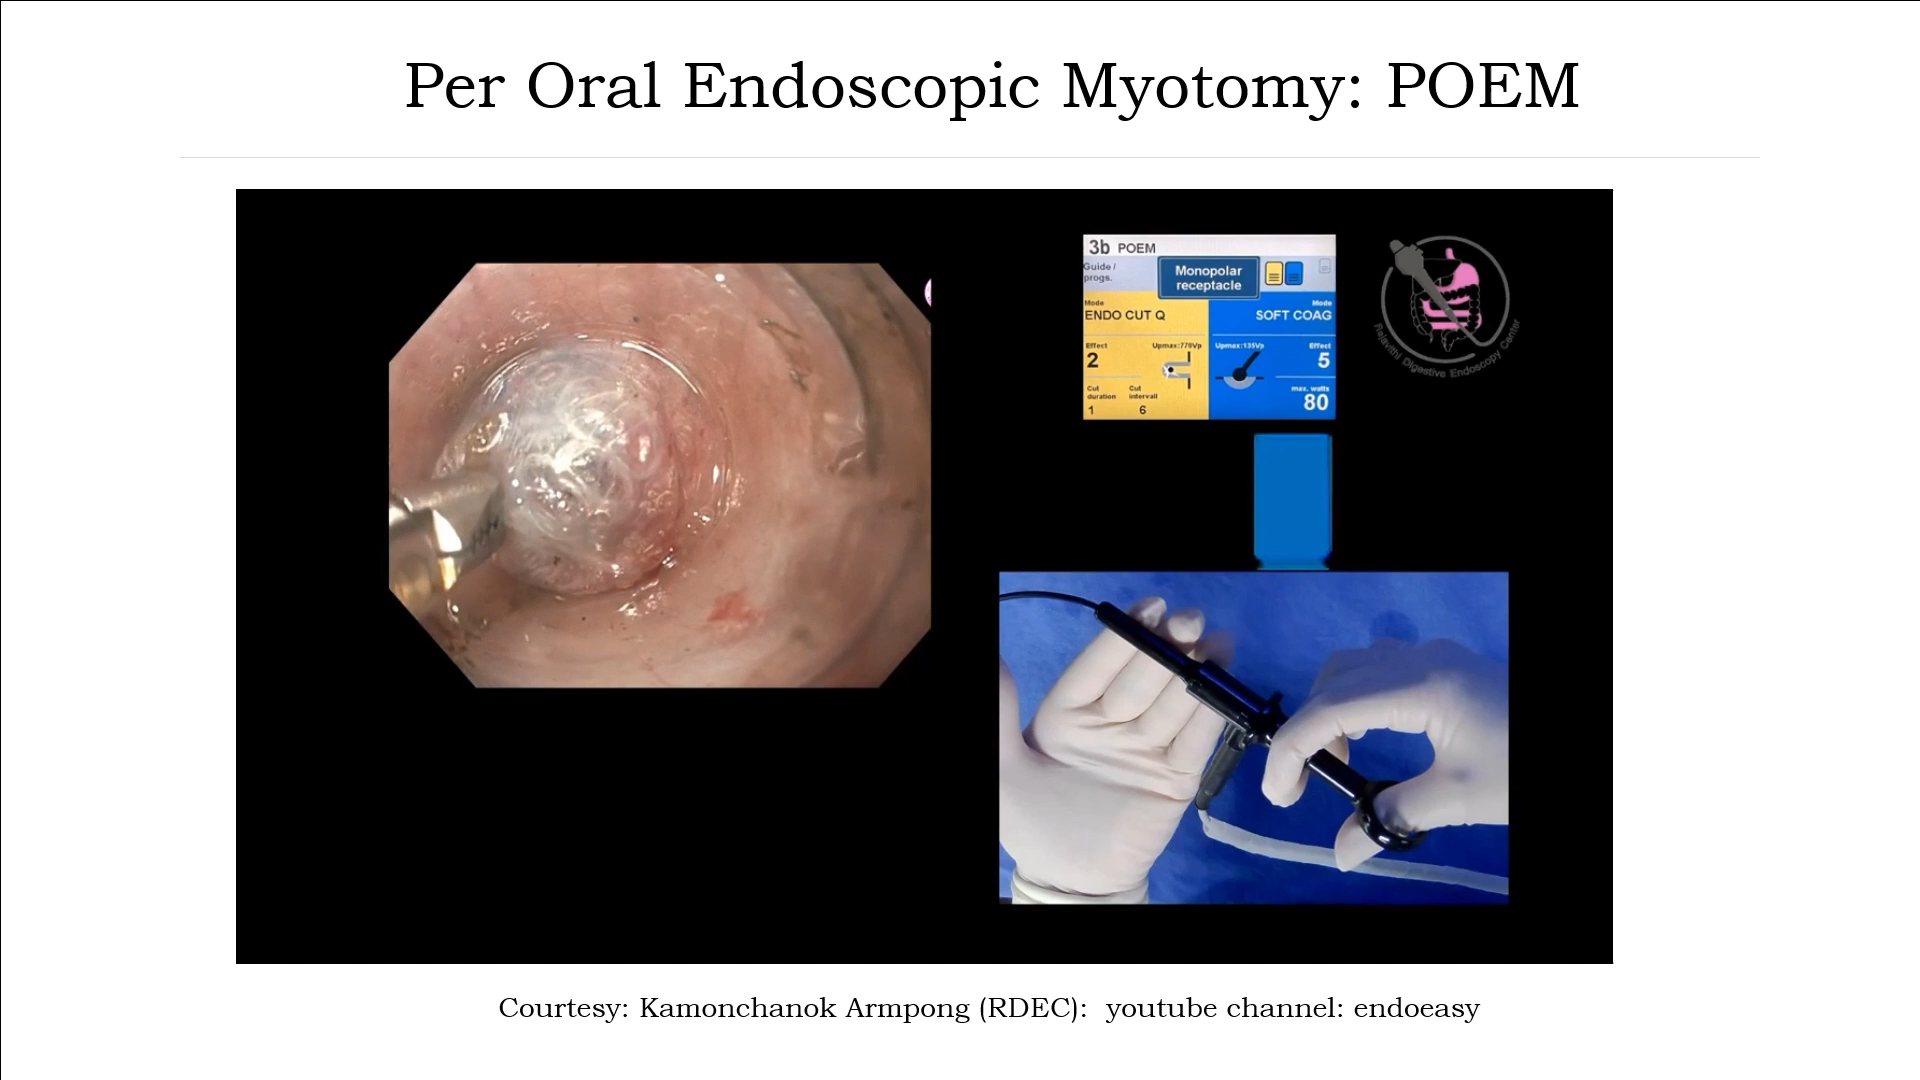 Per Oral Endoscopic Myotomy: POEM
3b POEM
Guide /
progs.
Monopolar
receptacle
Mode
ENDO CUT Q
Mode
SOFT COAG
Effect
2
Upmax:770Vp
Upmax:135Vp
Effect
5
Cut
duration
1
Cut
intervall
6
max. watts
80
Rajavithi Digestive Endoscopy Center
Courtesy: Kamonchanok Armpong (RDEC): youtube channel: endoeasy